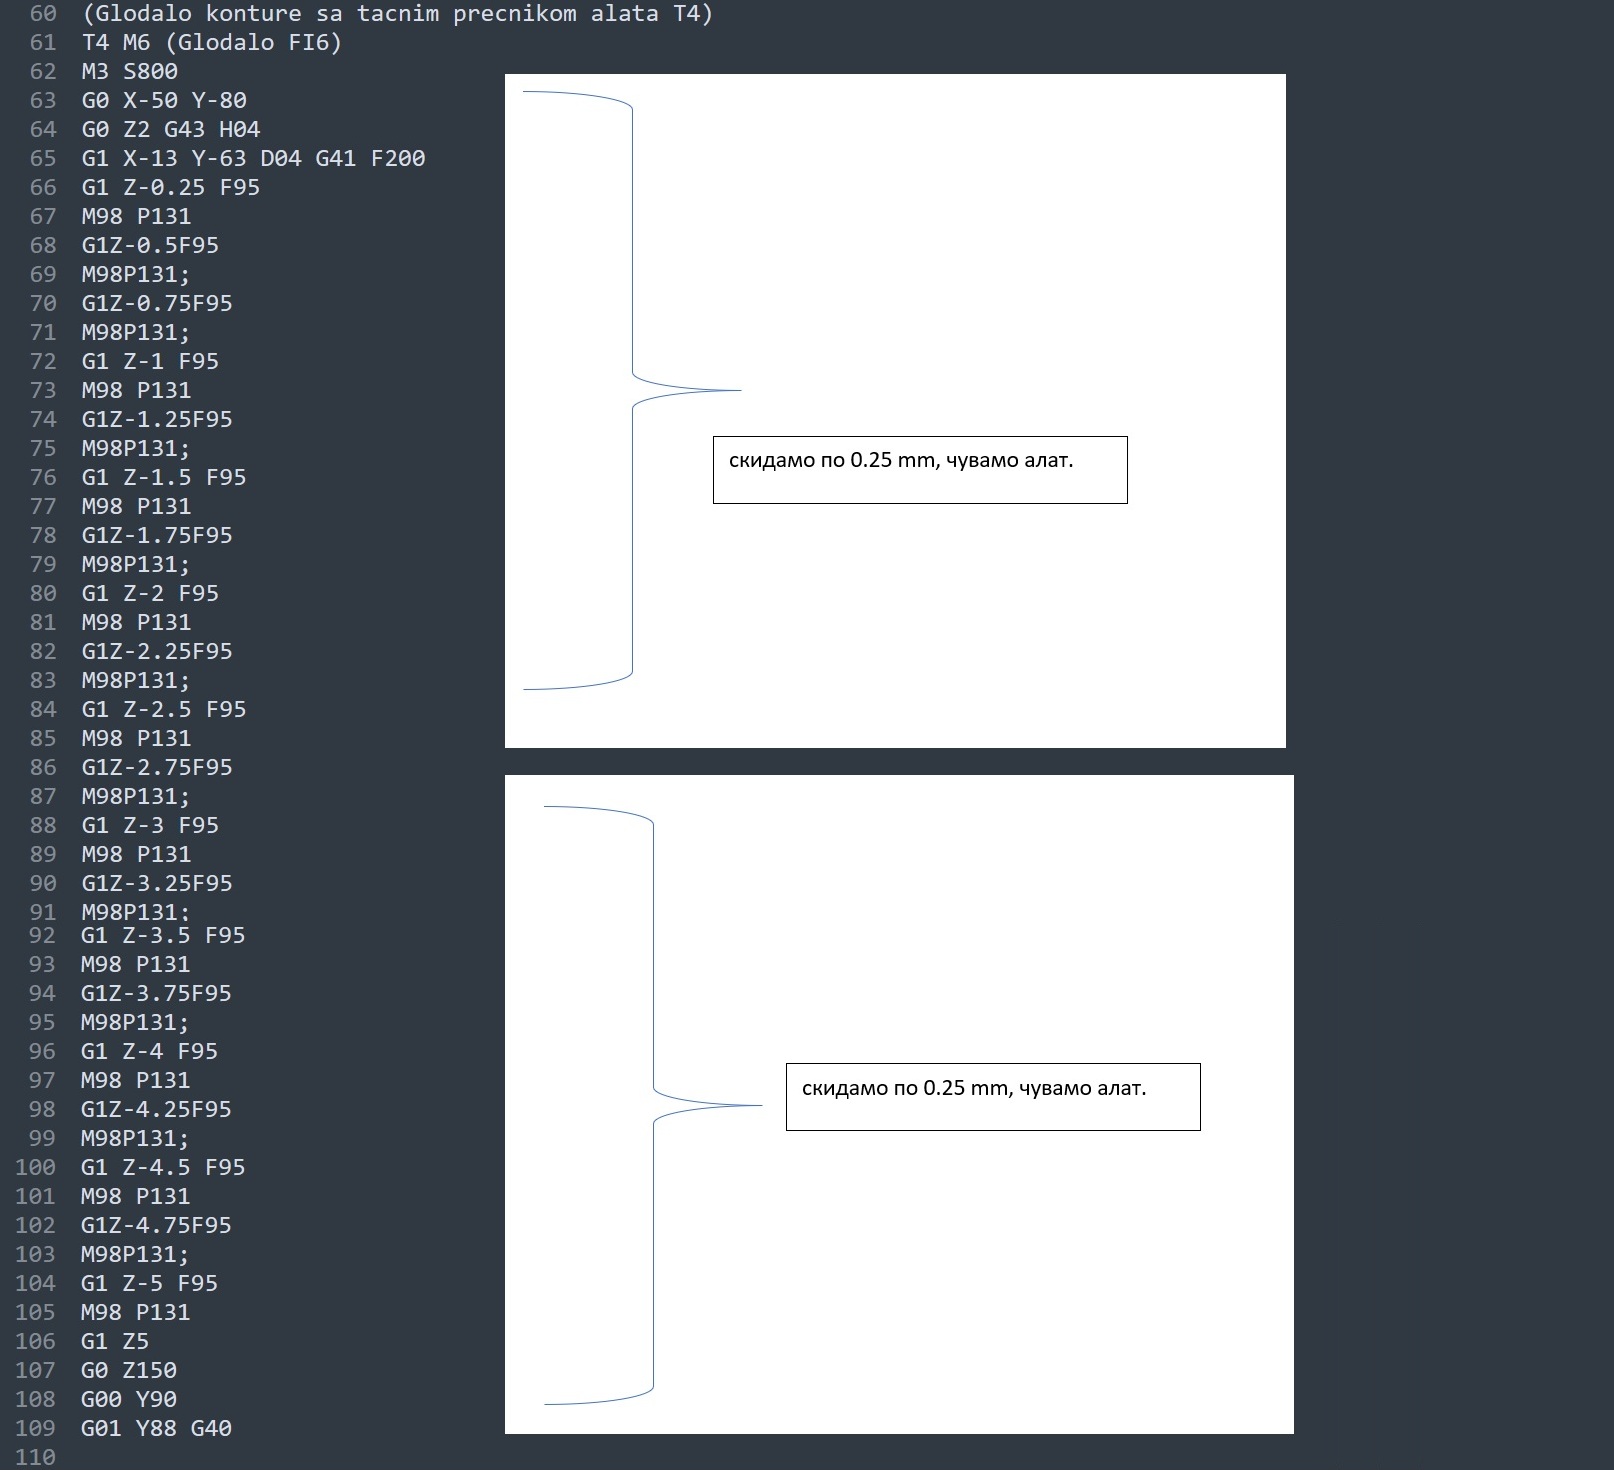 60 (Glodalo konture sa tacnim precnikom alata T4)
61 T4 M6 (Glodalo FI6)
62 M3 S800
63 G0 X-50 Y-80
64 G0 Z2 G43 H04
65 G1 X-13 Y-63 D04 G41 F200
66 G1 Z-0.25 F95
67 M98 P131
68 G1Z-0.5F95
69 M98P131;
70 G1Z-0.75F95
71 M98P131;
72 G1 Z-1 F95
73 M98 P131
74 G1Z-1.25F95
75 M98P131;
76 G1 Z-1.5 F95
77 M98 P131
78 G1Z-1.75F95
79 M98P131;
80 G1 Z-2 F95
81 M98 P131
82 G1Z-2.25F95
83 M98P131;
84 G1 Z-2.5 F95
85 M98 P131
86 G1Z-2.75F95
87 M98P131;
88 G1 Z-3 F95
89 M98 P131
90 G1Z-3.25F95
91 M98P131;
92 G1 Z-3.5 F95
93 M98 P131
94 G1Z-3.75F95
95 M98P131;
96 G1 Z-4 F95
97 M98 P131
98 G1Z-4.25F95
99 M98P131;
100 G1 Z-4.5 F95
101 M98 P131
102 G1Z-4.75F95
103 M98P131;
104 G1 Z-5 F95
105 M98 P131
106 G1 Z5
107 G0 Z150
108 G00 Y90
109 G01 Y88 G40
110
скидамо по 0.25 mm, чувамо алат.
скидамо по 0.25 mm, чувамо алат.